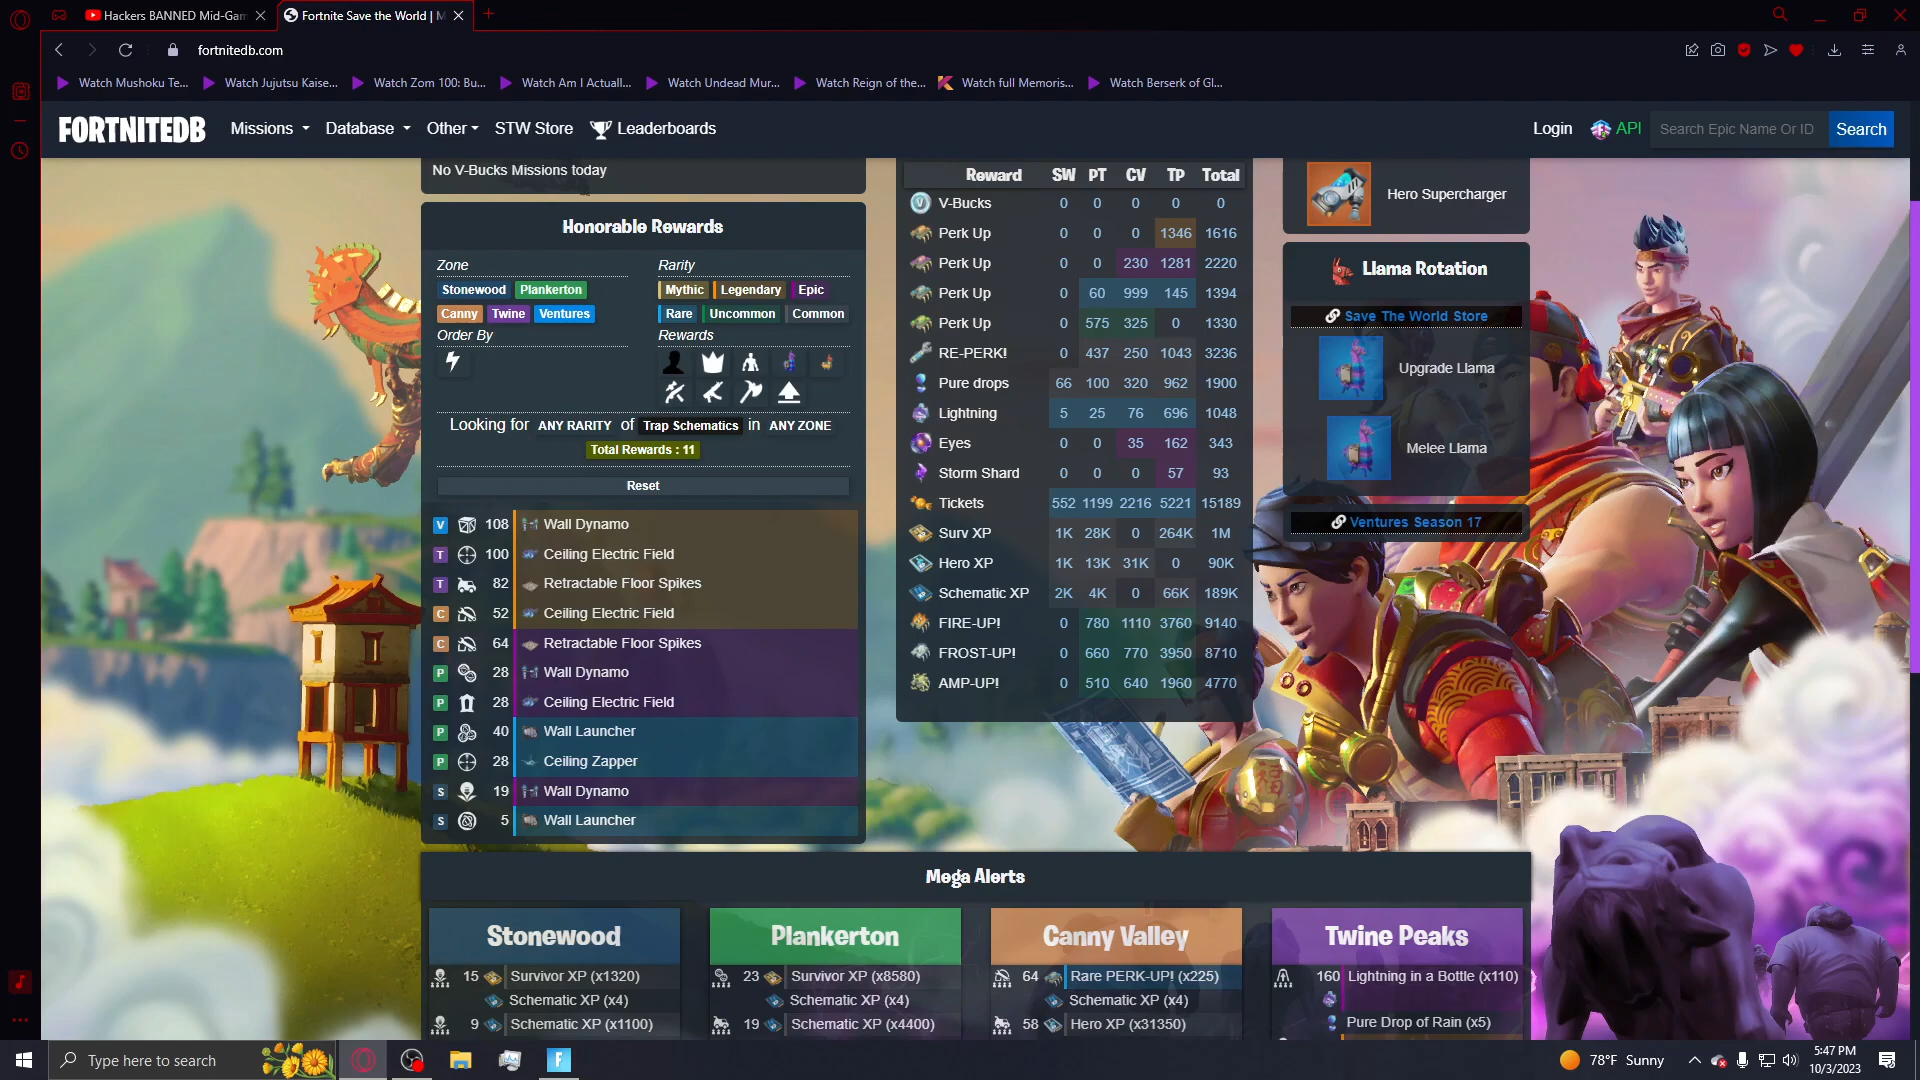 Hackers BANNED Mid-Gam
Fortnite Save the World | M
fortnitedb.com
Watch Mushoku Te...
Watch Jujutsu Kaise...
Watch Zom 100: Bu...
Watch Am I Actuall...
Watch Undead Mur...
Watch Reign of the...
Watch full Memoris...
Watch Berserk of Gl...
FORTNITEDB
Missions
Database
Other
STW Store
Leaderboards
Login
API
Search Epic Name Or ID
Search
No V-Bucks Missions today
Honorable Rewards
Zone
Stonewood Plankerton
Canny Twine Ventures
Order By
Rarity
Mythic Legendary Epic
Rare Uncommon Common
Rewards
Looking for ANY RARITY of Trap Schematics in ANY ZONE
Total Rewards : 11
Reset
V 108 Wall Dynamo
T 100 Ceiling Electric Field
T 82 Retractable Floor Spikes
C 52 Ceiling Electric Field
C 64 Retractable Floor Spikes
P 28 Wall Dynamo
P 28 Ceiling Electric Field
P 40 Wall Launcher
P 28 Ceiling Zapper
S 19 Wall Dynamo
S 5 Wall Launcher
Reward SW PT CV TP Total
V-Bucks 0 0 0 0 0
Perk Up 0 0 0 1346 1616
Perk Up 0 0 230 1281 2220
Perk Up 0 60 999 145 1394
Perk Up 0 575 325 0 1330
RE-PERK! 0 437 250 1043 3236
Pure drops 66 100 320 962 1900
Lightning 5 25 76 696 1048
Eyes 0 0 35 162 343
Storm Shard 0 0 0 57 93
Tickets 552 1199 2216 5221 15189
Surv XP 1K 28K 0 264K 1M
Hero XP 1K 13K 31K 0 90K
Schematic XP 2K 4K 0 66K 189K
FIRE-UP! 0 780 1110 3760 9140
FROST-UP! 0 660 770 3950 8710
AMP-UP! 0 510 640 1960 4770
Hero Supercharger
Llama Rotation
Save The World Store
Upgrade Llama
Melee Llama
Ventures Season 17
Mega Alerts
Stonewood
15 Survivor XP (x1320)
Schematic XP (x4)
9 Schematic XP (x1100)
Plankerton
23 Survivor XP (x8580)
Schematic XP (x4)
19 Schematic XP (x4400)
Canny Valley
64 Rare PERK-UP! (x225)
Schematic XP (x4)
58 Hero XP (x31350)
Twine Peaks
160 Lightning in a Bottle (x110)
Pure Drop of Rain (x5)
Type here to search
78°F Sunny
5:47 PM
10/3/2023